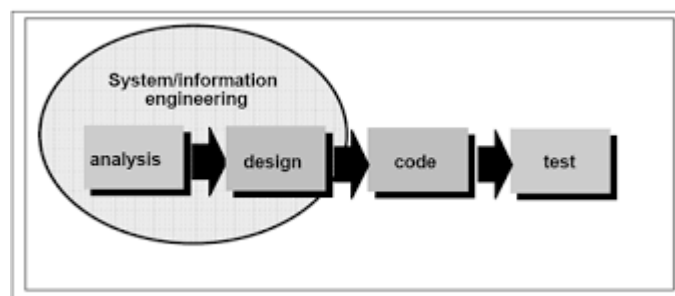 System/information
engineering
analysis
design
code
test